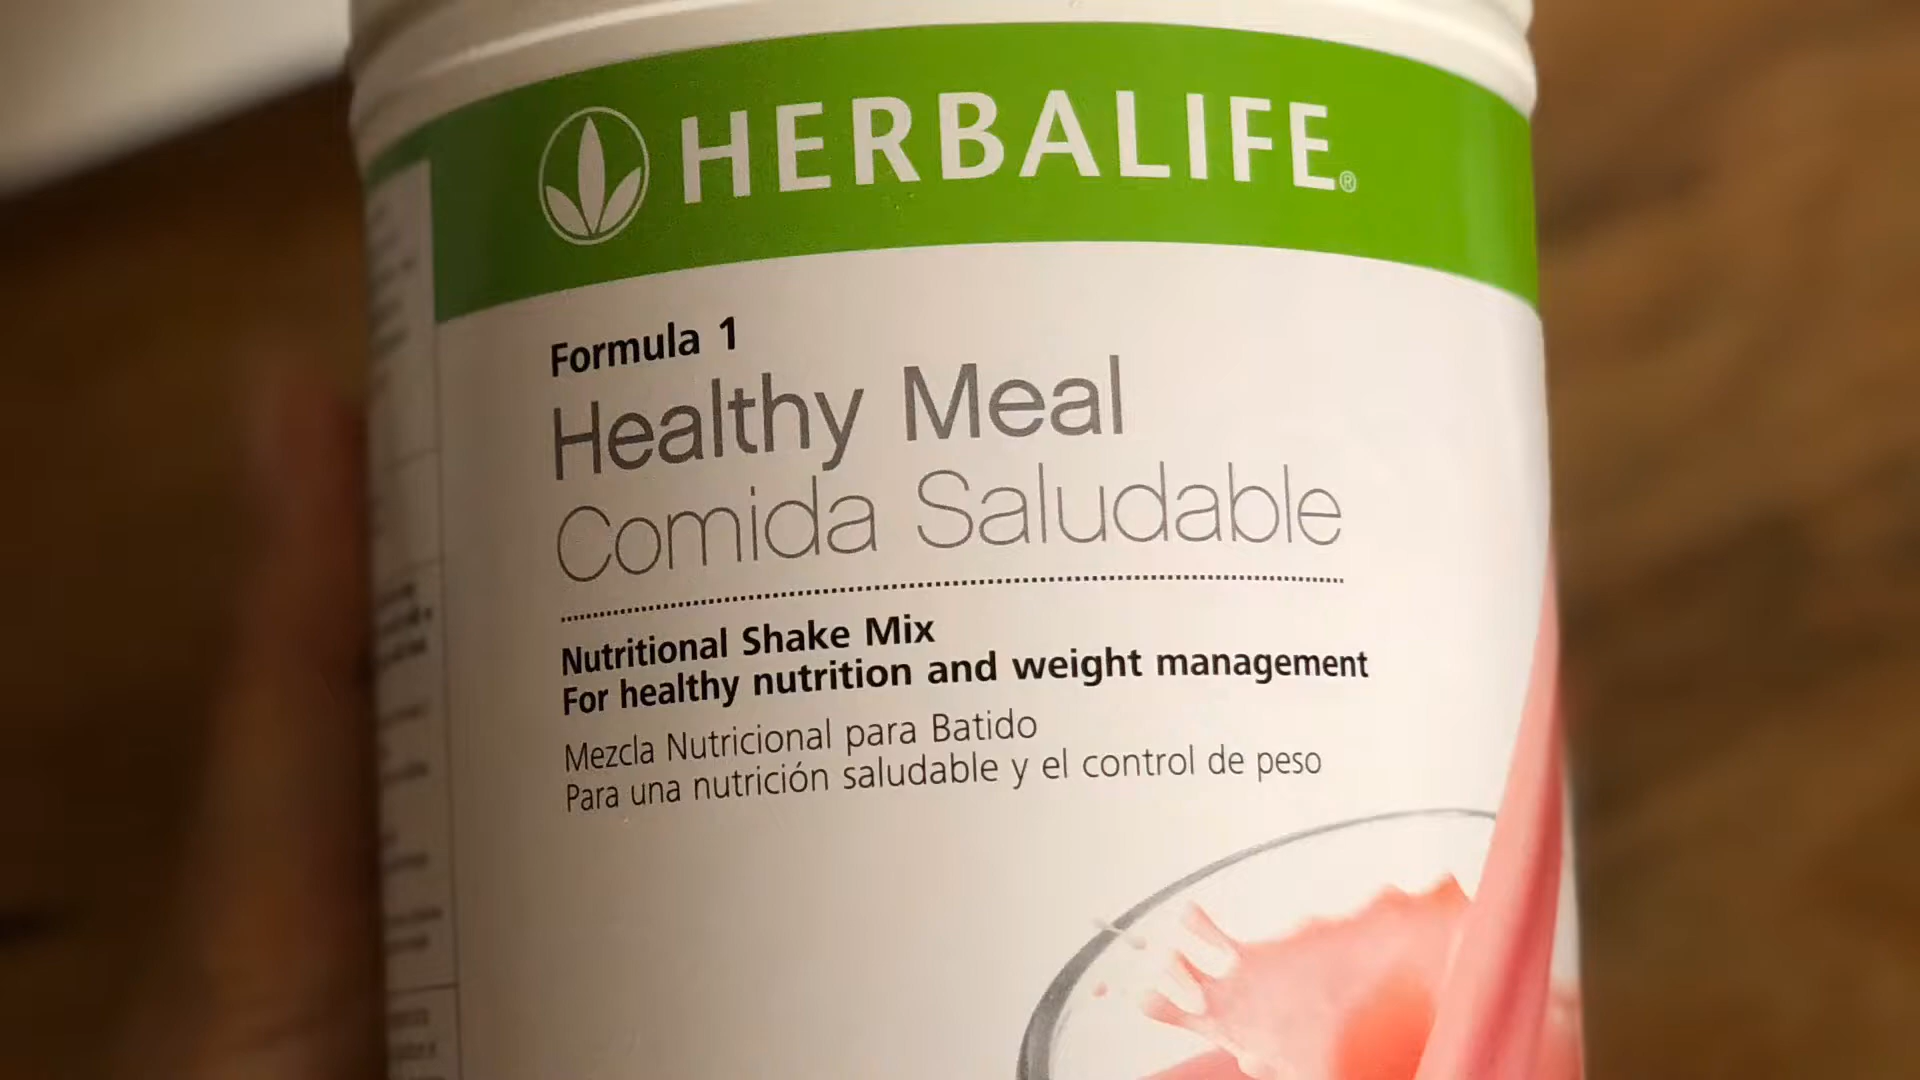 HERBALIFE®
Formula 1
Healthy Meal
Comida Saludable
Nutritional Shake Mix
For healthy nutrition and weight management
Mezcla Nutricional para Batido
Para una nutrición saludable y el control de peso